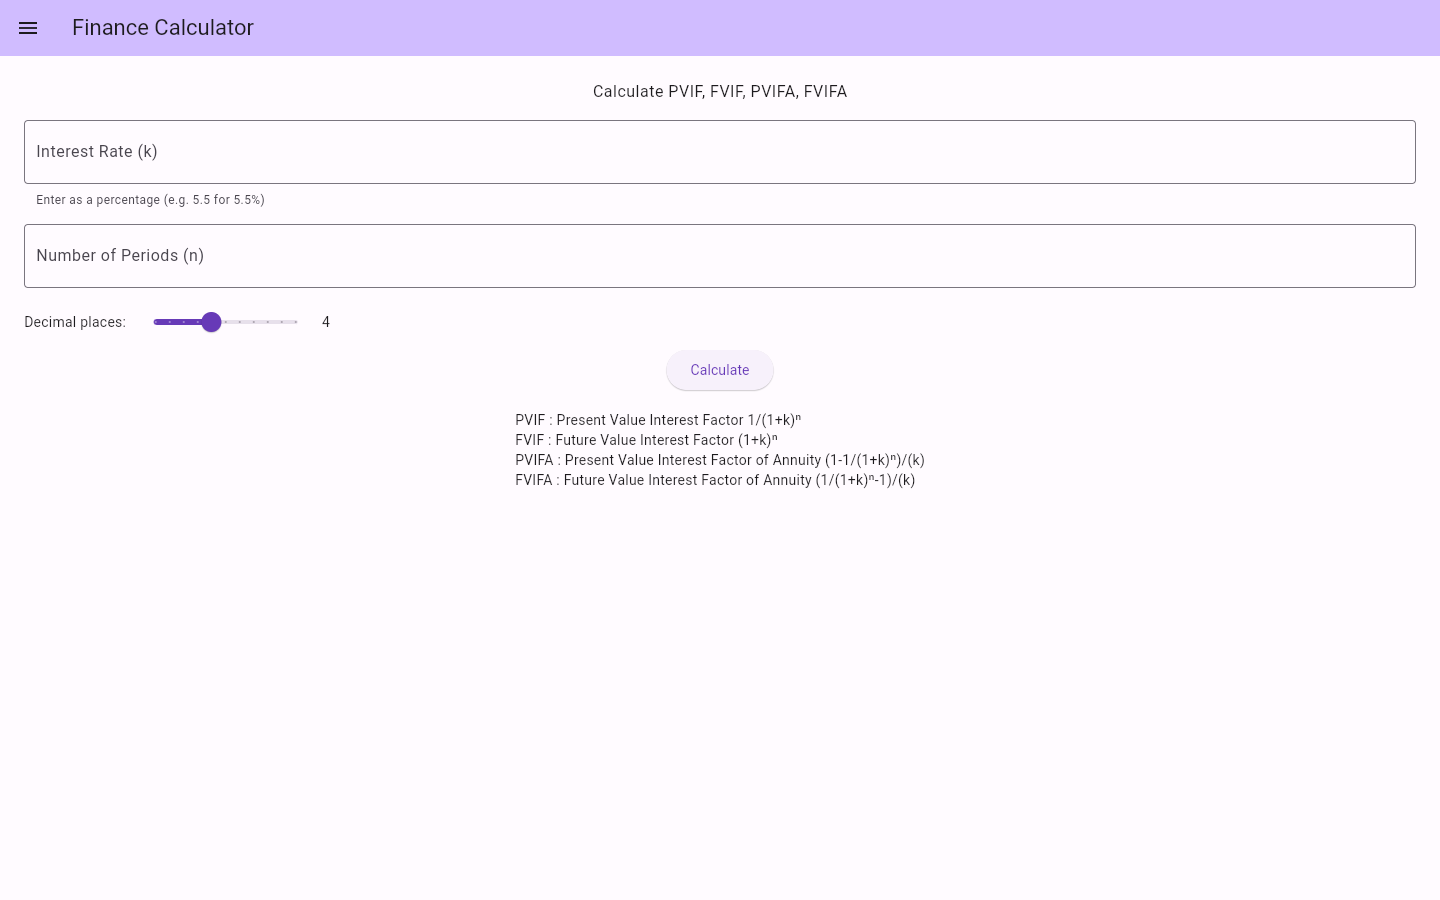 Finance Calculator
Calculate PVIF, FVIF, PVIFA, FVIFA
Interest Rate (k)
Enter as a percentage (e.g. 5.5 for 5.5%)
Number of Periods (n)
Decimal places: 4
Calculate
PVIF : Present Value Interest Factor 1/(1+k)ⁿ
FVIF : Future Value Interest Factor (1+k)ⁿ
PVIFA : Present Value Interest Factor of Annuity (1-1/(1+k)ⁿ)/(k)
FVIFA : Future Value Interest Factor of Annuity (1/(1+k)ⁿ-1)/(k)